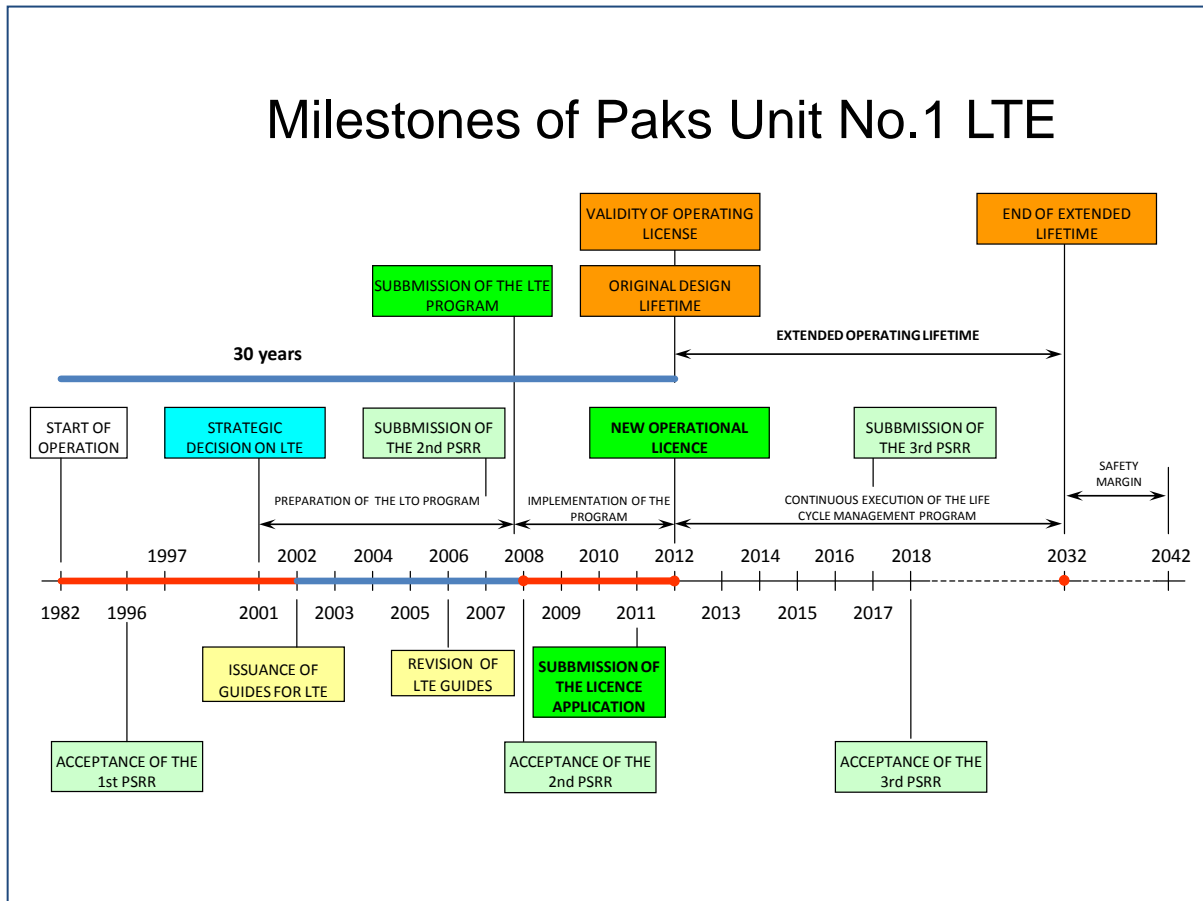 Milestones of Paks Unit No.1 LTE
VALIDITY OF OPERATING
LICENSE
END OF EXTENDED
LIFETIME
SUBBMISSION OF THE LTE
PROGRAM
ORIGINAL DESIGN
LIFETIME
EXTENDED OPERATING LIFETIME
30 years
START OF
OPERATION
STRATEGIC
DECISION ON LTE
SUBBMISSION OF
THE 2nd PSRR
NEW OPERATIONAL
LICENCE
SUBBMISSION OF
THE 3rd PSRR
SAFETY
MARGIN
PREPARATION OF THE LTO PROGRAM
IMPLEMENTATION OF THE
PROGRAM
CONTINUOUS EXECUTION OF THE LIFE
CYCLE MANAGEMENT PROGRAM
1997 2002 2004 2006 2008 2010 2012 2014 2016 2018 2032 2042
1982 1996 2001 2003 2005 2007 2009 2011 2013 2015 2017
ISSUANCE OF
GUIDES FOR LTE
REVISION OF
LTE GUIDES
SUBBMISSION OF
THE LICENCE
APPLICATION
ACCEPTANCE OF THE
1st PSRR
ACCEPTANCE OF THE
2nd PSRR
ACCEPTANCE OF THE
3rd PSRR